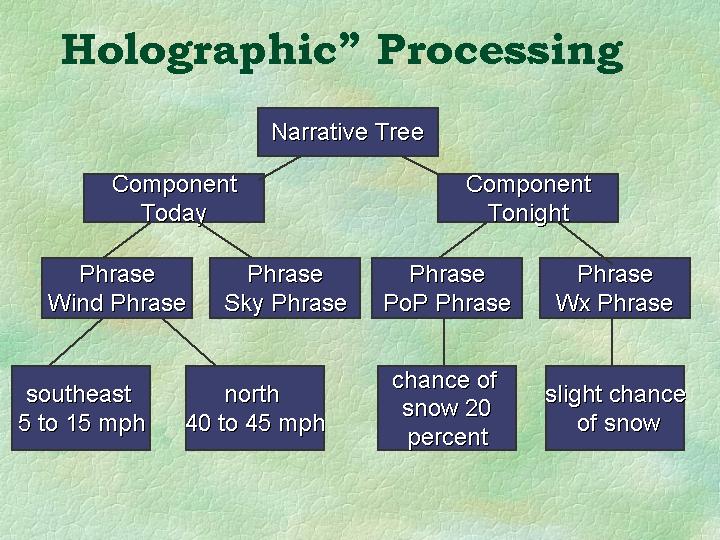 Holographic” Processing
Narrative Tree
Component
Today
Component
Tonight
Phrase
Wind Phrase
Phrase
Sky Phrase
Phrase
PoP Phrase
Phrase
Wx Phrase
southeast
5 to 15 mph
north
40 to 45 mph
chance of
snow 20
percent
slight chance
of snow